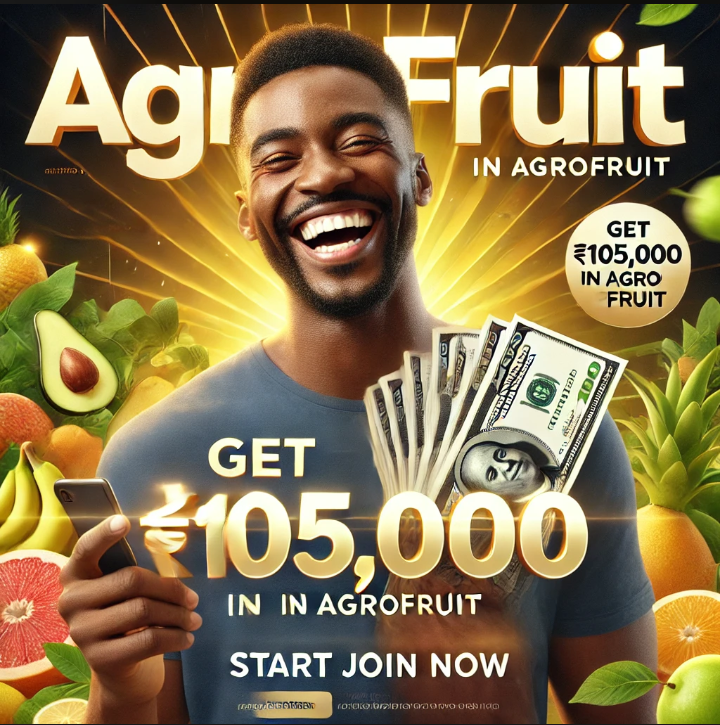 Agr Fruit
IN AGROFRUIT
GET
₹105,000
IN AGRO
FRUIT
GET
₹105,000
IN IN AGROFRUIT
START JOIN NOW